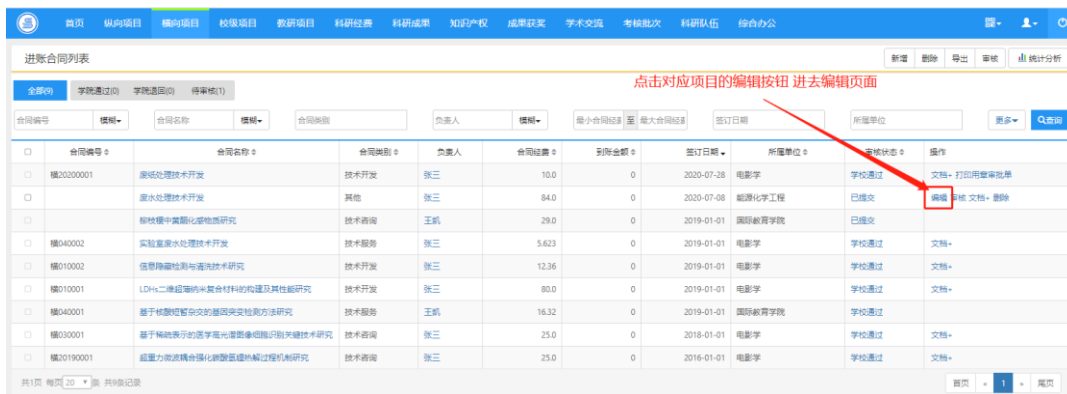 首页 纵向项目 横向项目 校级项目 教研项目 科研经费 科研成果 知识产权 成果获奖 学术交流 考核批次 科研队伍 综合办公
进账合同列表 新增 删除 导出 审核 统计分析
点击对应项目的编辑按钮 进去编辑页面
全部(9) 学院通过(0) 学院退回(0) 待审核(1)
合同编号 模糊 合同名称 模糊 合同类别 负责人 模糊 最小合同经费 至 最大合同经费 签订日期 所属单位 更多 查询
合同编号 合同名称 合同类别 负责人 合同经费 到账金额 签订日期 所属单位 审核状态 操作
横20200001 废纸处理技术开发 技术开发 张三 10.0 0 2020-07-28 电影学 学校通过 文档+ 打印用章审批单
废水处理技术开发 其他 张三 84.0 0 2020-07-08 能源化学工程 已提交 编辑 审核 文档+ 删除
柳枝稷中黄酮化感物质研究 技术咨询 王凯 29.0 0 2019-01-01 国际教育学院 已提交
横040002 实验室废水处理技术开发 技术服务 张三 5.623 0 2019-01-01 电影学 学校通过 文档+
横010002 信息隐藏检测与清洗技术研究 技术开发 张三 12.36 0 2019-01-01 电影学 学校通过 文档+
横010001 LDHs二维超薄纳米复合材料的构建及其性能研究 技术开发 张三 80.0 0 2019-01-01 电影学 学校通过 文档+
横040001 基于核酸短暂杂交的基因突变检测方法研究 技术服务 王凯 16.32 0 2019-01-01 国际教育学院 学校通过
横030001 基于稀疏表示的医学高光谱图像细胞识别关键技术研究 技术咨询 张三 25.0 0 2018-01-01 电影学 学校通过 文档+
横20190001 超重力微波耦合强化碳酸氢铵热解过程机制研究 技术咨询 张三 25.0 0 2016-01-01 电影学 学校通过 文档+
共1页 每页 20 条 共9条记录 首页 « 1 » 尾页